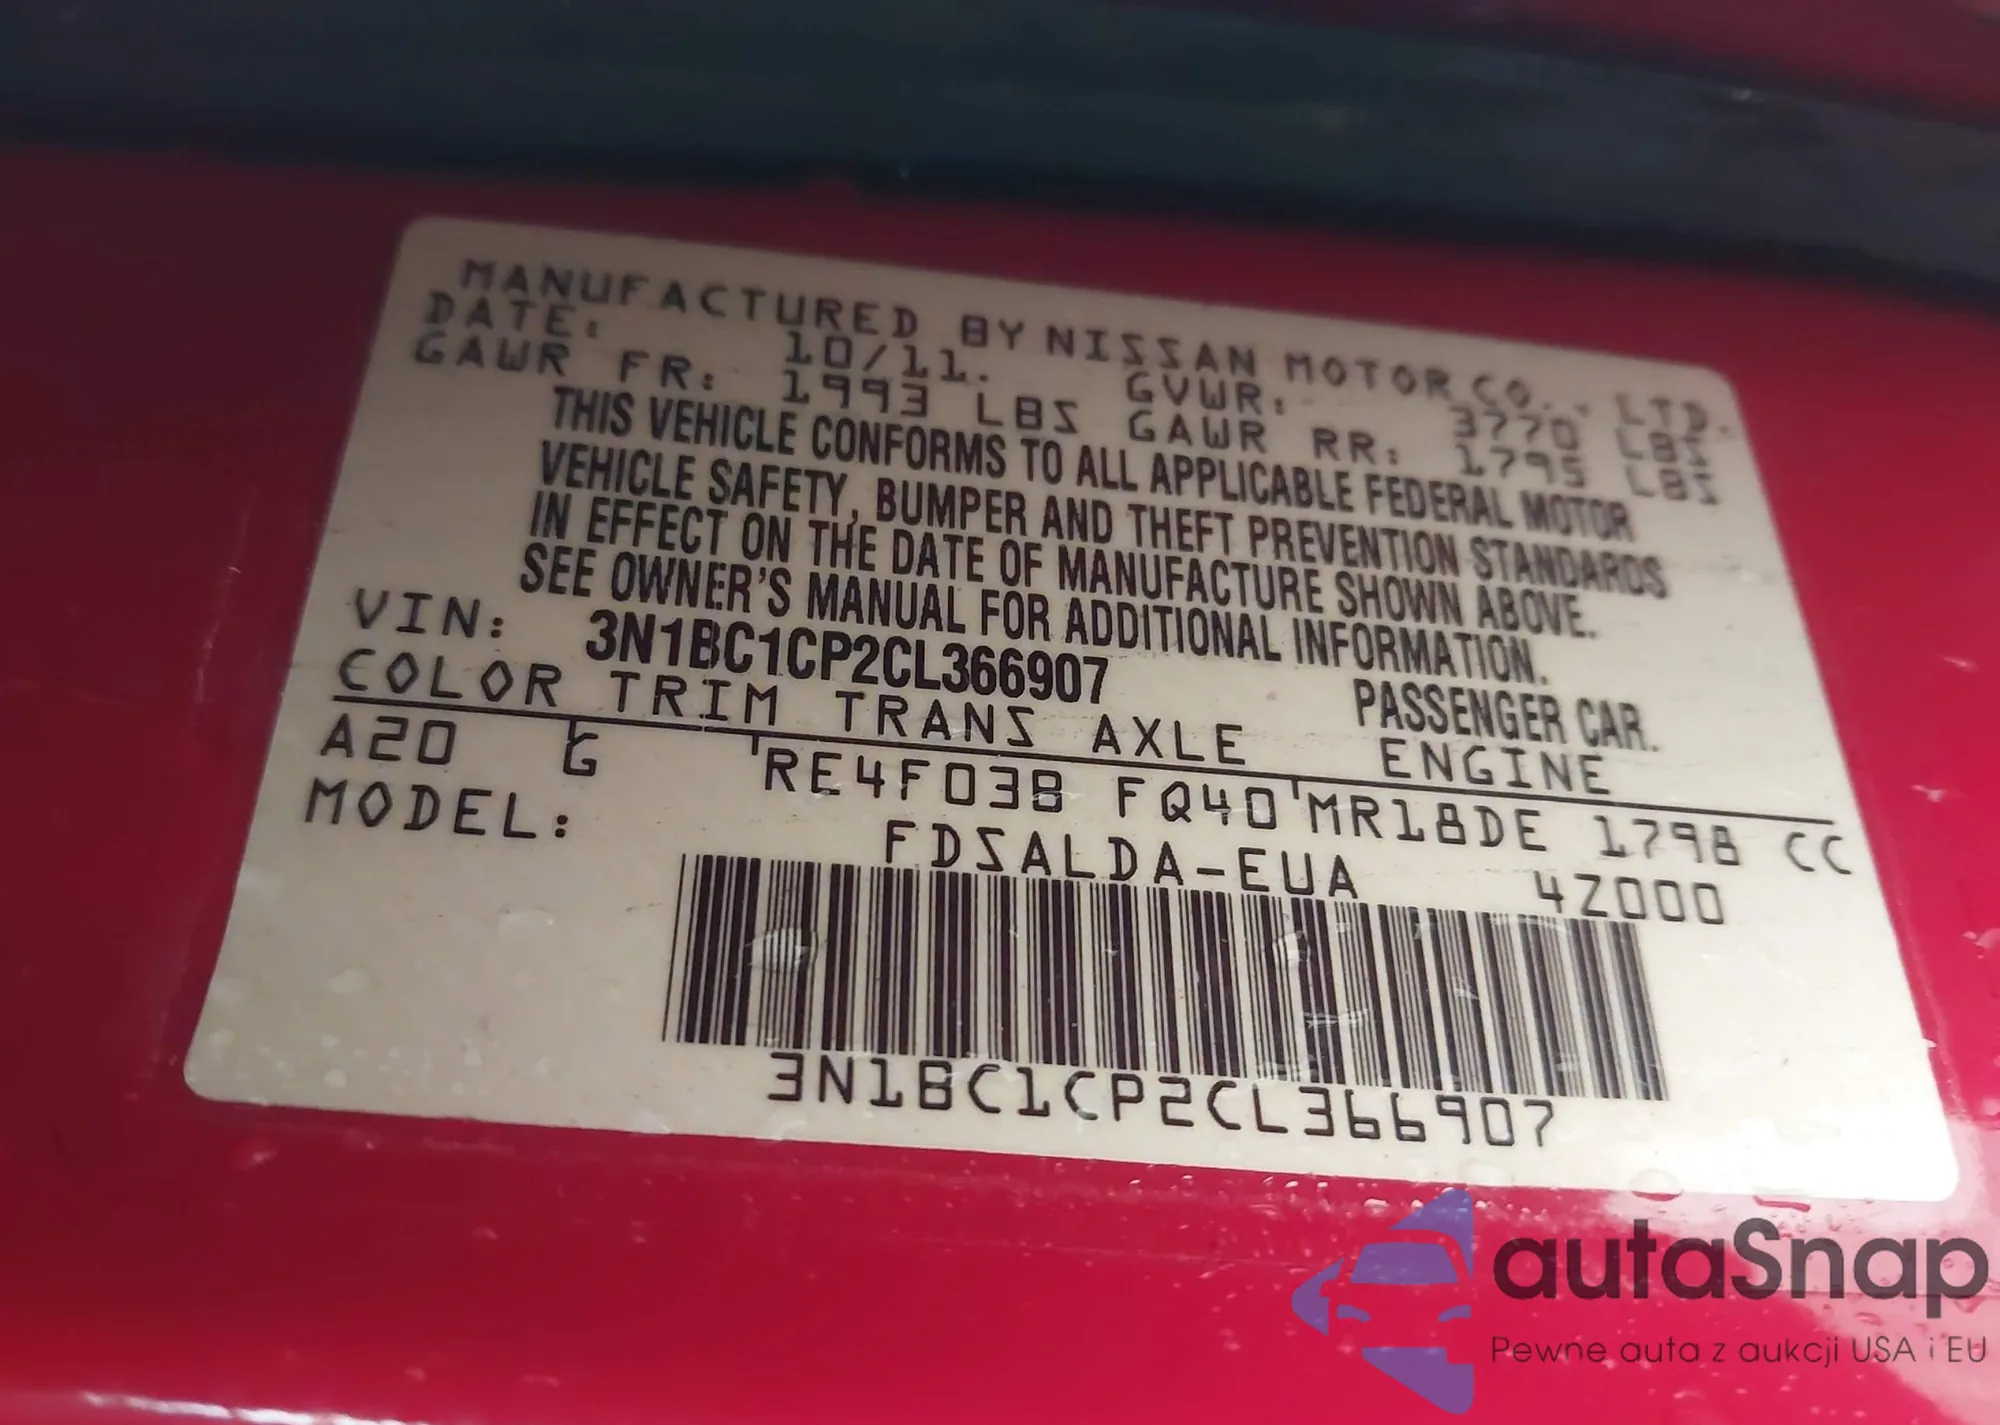 MANUFACTURED BY NISSAN MOTOR CO., LTD.
DATE: 10/11. GVWR: 3770 LBS
GAWR FR: 1993 LBS GAWR RR: 1795 LBS
THIS VEHICLE CONFORMS TO ALL APPLICABLE FEDERAL MOTOR
VEHICLE SAFETY, BUMPER AND THEFT PREVENTION STANDARDS
IN EFFECT ON THE DATE OF MANUFACTURE SHOWN ABOVE.
SEE OWNER'S MANUAL FOR ADDITIONAL INFORMATION.
VIN: 3N1BC1CP2CL366907 PASSENGER CAR.
COLOR TRIM TRANS AXLE ENGINE
A20 G RE4F03B FQ40 MR18DE 1798 CC
MODEL: FDSALDA-EUA 4Z000
3N1BC1CP2CL366907
autaSnap
Pewne auta z aukcji USA i EU